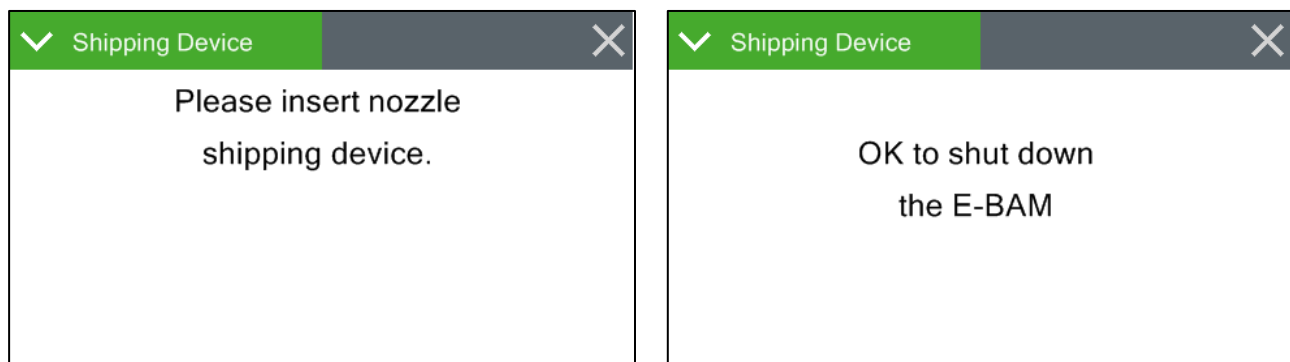 Shipping Device
Please insert nozzle
shipping device.
Shipping Device
OK to shut down
the E-BAM